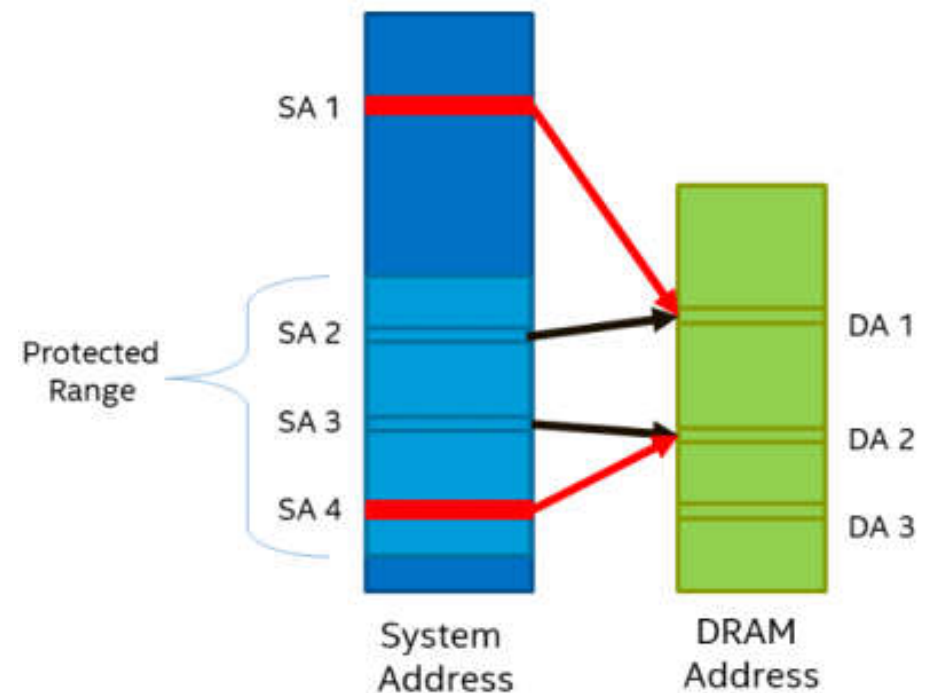 SA 1
SA 2
DA 1
Protected
Range
SA 3
DA 2
SA 4
DA 3
System
Address
DRAM
Address